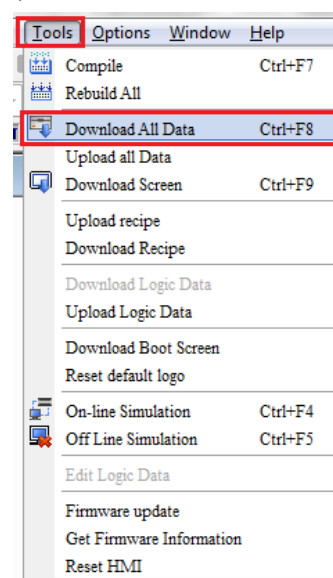 Tools Options Window Help
Compile Ctrl+F7
Rebuild All
Download All Data Ctrl+F8
Upload all Data
Download Screen Ctrl+F9
Upload recipe
Download Recipe
Download Logic Data
Upload Logic Data
Download Boot Screen
Reset default logo
On-line Simulation Ctrl+F4
Off Line Simulation Ctrl+F5
Edit Logic Data
Firmware update
Get Firmware Information
Reset HMI